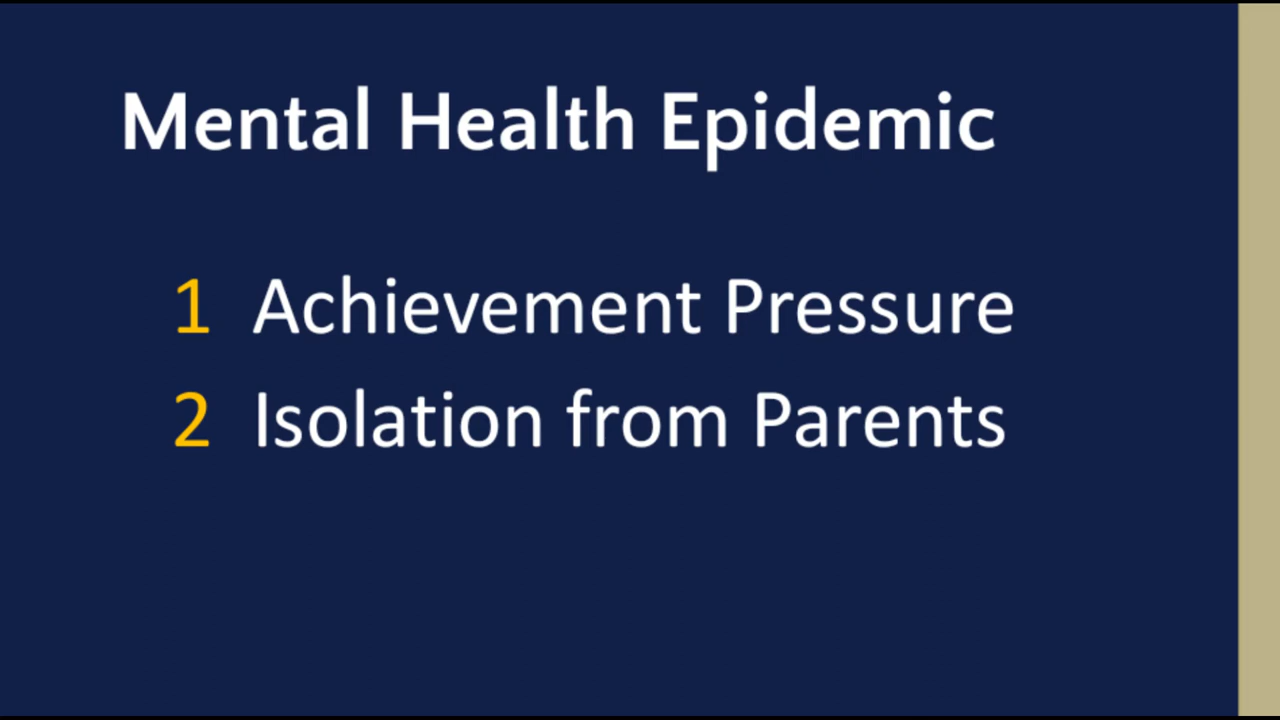 Mental Health Epidemic
1 Achievement Pressure
2 Isolation from Parents